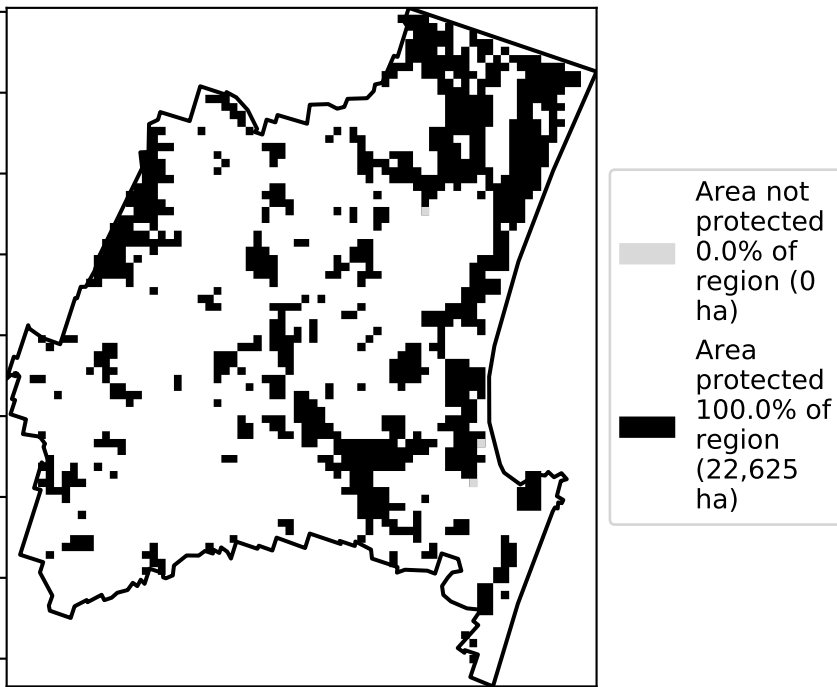 Area not
protected
0.0% of
region (0
ha)
Area
protected
100.0% of
region
(22,625
ha)